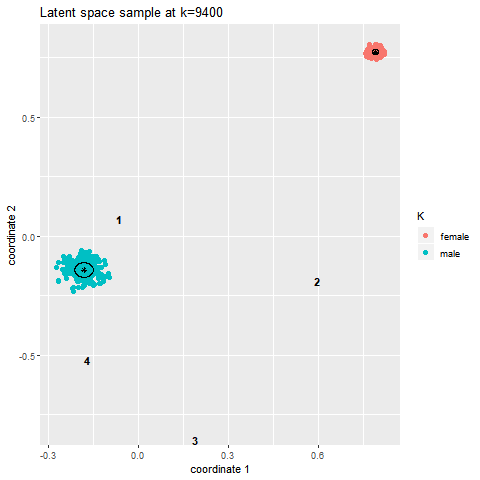 Latent space sample at k=9400
coordinate 2
0.5
0.0
-0.5
1
2
4
3
-0.3
0.0
0.3
0.6
coordinate 1
K
female
male